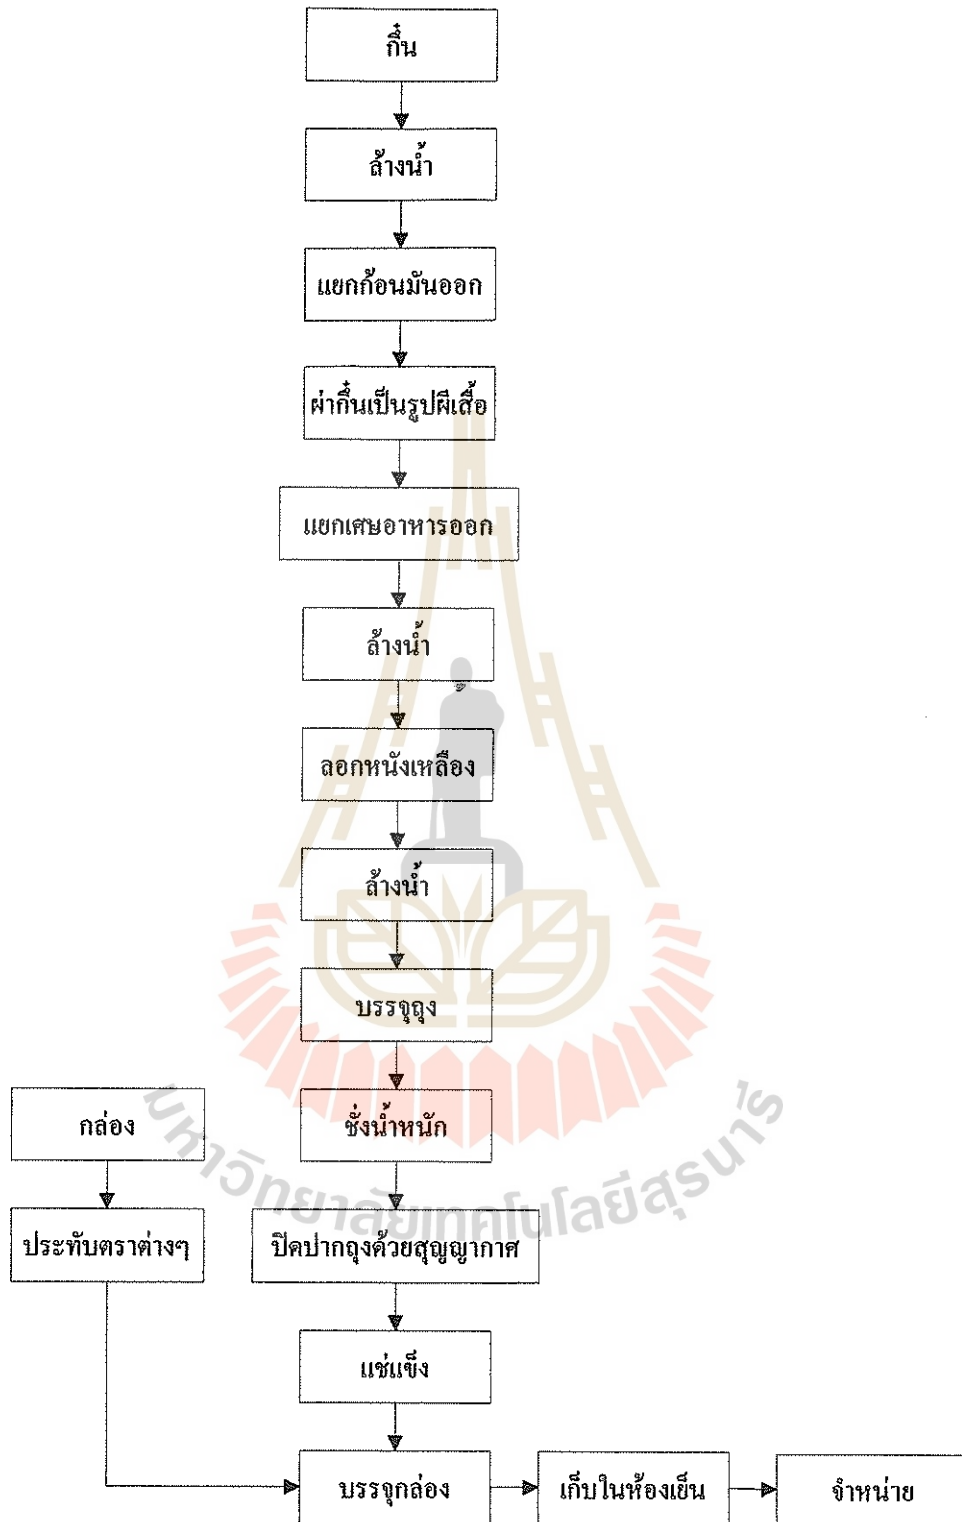 กึ๋น
ล้างน้ำ
แยกก้อนมันออก
ผ่ากึ๋นเป็นรูปผีเสื้อ
แยกเศษอาหารออก
ล้างน้ำ
ลอกหนังเหลือง
ล้างน้ำ
บรรจุถุง
กล่อง
ชั่งน้ำหนัก
มหาวิทยาลัยเทคโนโลยีสุรนารี
ประทับตราต่างๆ
ปิดปากถุงด้วยสุญญากาศ
แช่แข็ง
บรรจุกล่อง
เก็บในห้องเย็น
จำหน่าย